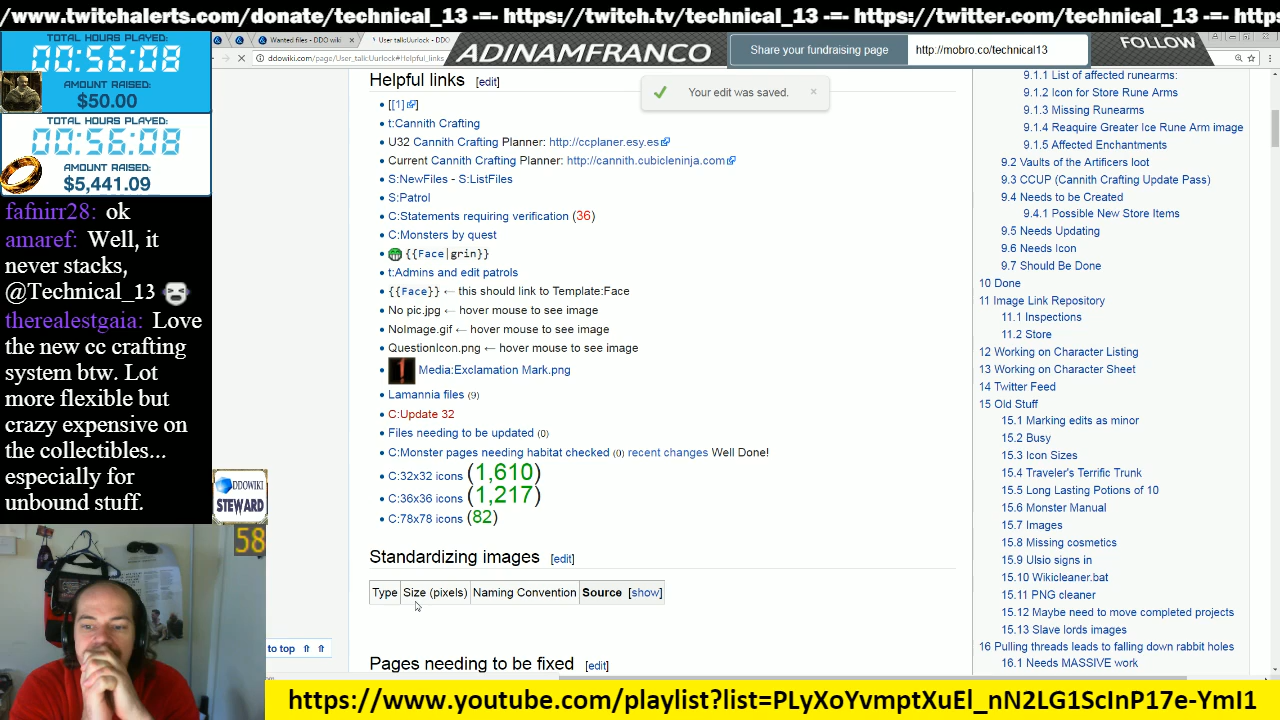 /www.twitchalerts.com/donate/technical_13 -=- https://twitch.tv/technical_13 -=- https://twitter.com/technical_13 -=- https
TOTAL HOURS PLAYED:
00:56:08
AMOUNT RAISED:
$50.00
TOTAL HOURS PLAYED:
00:56:08
AMOUNT RAISED:
$5,441.09
Wanted files - DDO wiki
User talk:Uurlock - DDO
ADINAMFRANCO
Share your fundraising page
http://mobro.co/technical13
FOLLOW
ddowiki.com/page/User_talk:Uurlock#Helpful_links
fafnirr28: ok
amaref: Well, it
never stacks,
@Technical_13
therealestgaia: Love
the new cc crafting
system btw. Lot
more flexible but
crazy expensive on
the collectibles...
especially for
unbound stuff.
DDOWIKI
STEWARD
58
to top ⇑ ⇑
Helpful links [edit]
Your edit was saved. ×
• [[1]]
• t:Cannith Crafting
• U32 Cannith Crafting Planner: http://ccplaner.esy.es
• Current Cannith Crafting Planner: http://cannith.cubicleninja.com
• S:NewFiles - S:ListFiles
• S:Patrol
• C:Statements requiring verification (36)
• C:Monsters by quest
• {{Face|grin}}
• t:Admins and edit patrols
• {{Face}} ← this should link to Template:Face
• No pic.jpg ← hover mouse to see image
• NoImage.gif ← hover mouse to see image
• QuestionIcon.png ← hover mouse to see image
• Media:Exclamation Mark.png
• Lamannia files (9)
• C:Update 32
• Files needing to be updated (0)
• C:Monster pages needing habitat checked (0) recent changes Well Done!
• C:32x32 icons (1,610)
• C:36x36 icons (1,217)
• C:78x78 icons (82)
Standardizing images [edit]
Type Size (pixels) Naming Convention Source [show]
Pages needing to be fixed [edit]
9.1.1 List of affected runearms:
9.1.2 Icon for Store Rune Arms
9.1.3 Missing Runearms
9.1.4 Reaquire Greater Ice Rune Arm image
9.1.5 Affected Enchantments
9.2 Vaults of the Artificers loot
9.3 CCUP (Cannith Crafting Update Pass)
9.4 Needs to be Created
9.4.1 Possible New Store Items
9.5 Needs Updating
9.6 Needs Icon
9.7 Should Be Done
10 Done
11 Image Link Repository
11.1 Inspections
11.2 Store
12 Working on Character Listing
13 Working on Character Sheet
14 Twitter Feed
15 Old Stuff
15.1 Marking edits as minor
15.2 Busy
15.3 Icon Sizes
15.4 Traveler's Terrific Trunk
15.5 Long Lasting Potions of 10
15.6 Monster Manual
15.7 Images
15.8 Missing cosmetics
15.9 Ulsio signs in
15.10 Wikicleaner.bat
15.11 PNG cleaner
15.12 Maybe need to move completed projects
15.13 Slave lords images
16 Pulling threads leads to falling down rabbit holes
16.1 Needs MASSIVE work
https://www.youtube.com/playlist?list=PLyXoYvmptXuEl_nN2LG1ScInP17e-YmI1